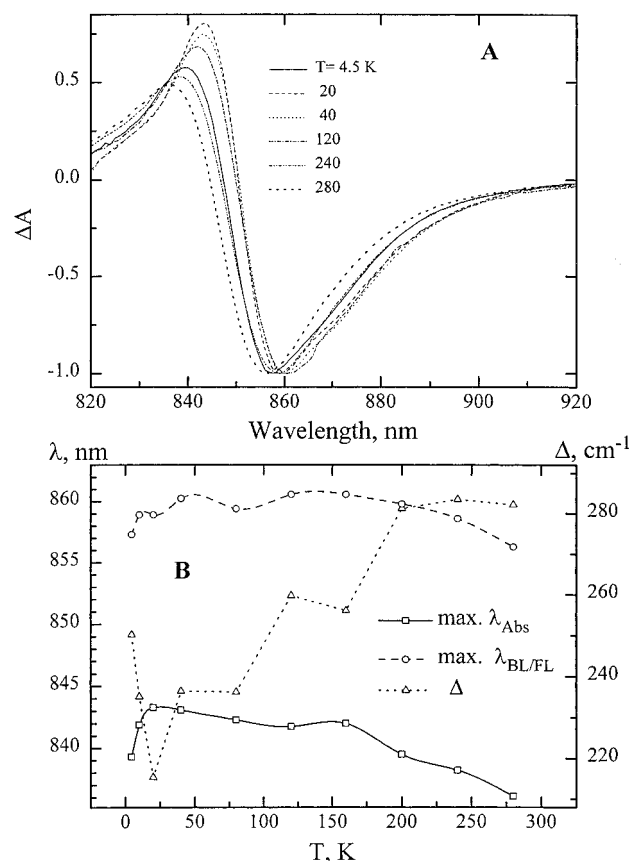 A
T= 4.5 K
20
40
120
240
280
0.5
0.0
-0.5
-1.0
ΔA
820 840 860 880 900 920
Wavelength, nm
λ, nm
Δ, cm-1
860
855
850
845
840
280
260
240
220
B
max. λAbs
max. λBL/FL
Δ
0 50 100 150 200 250 300
T, K